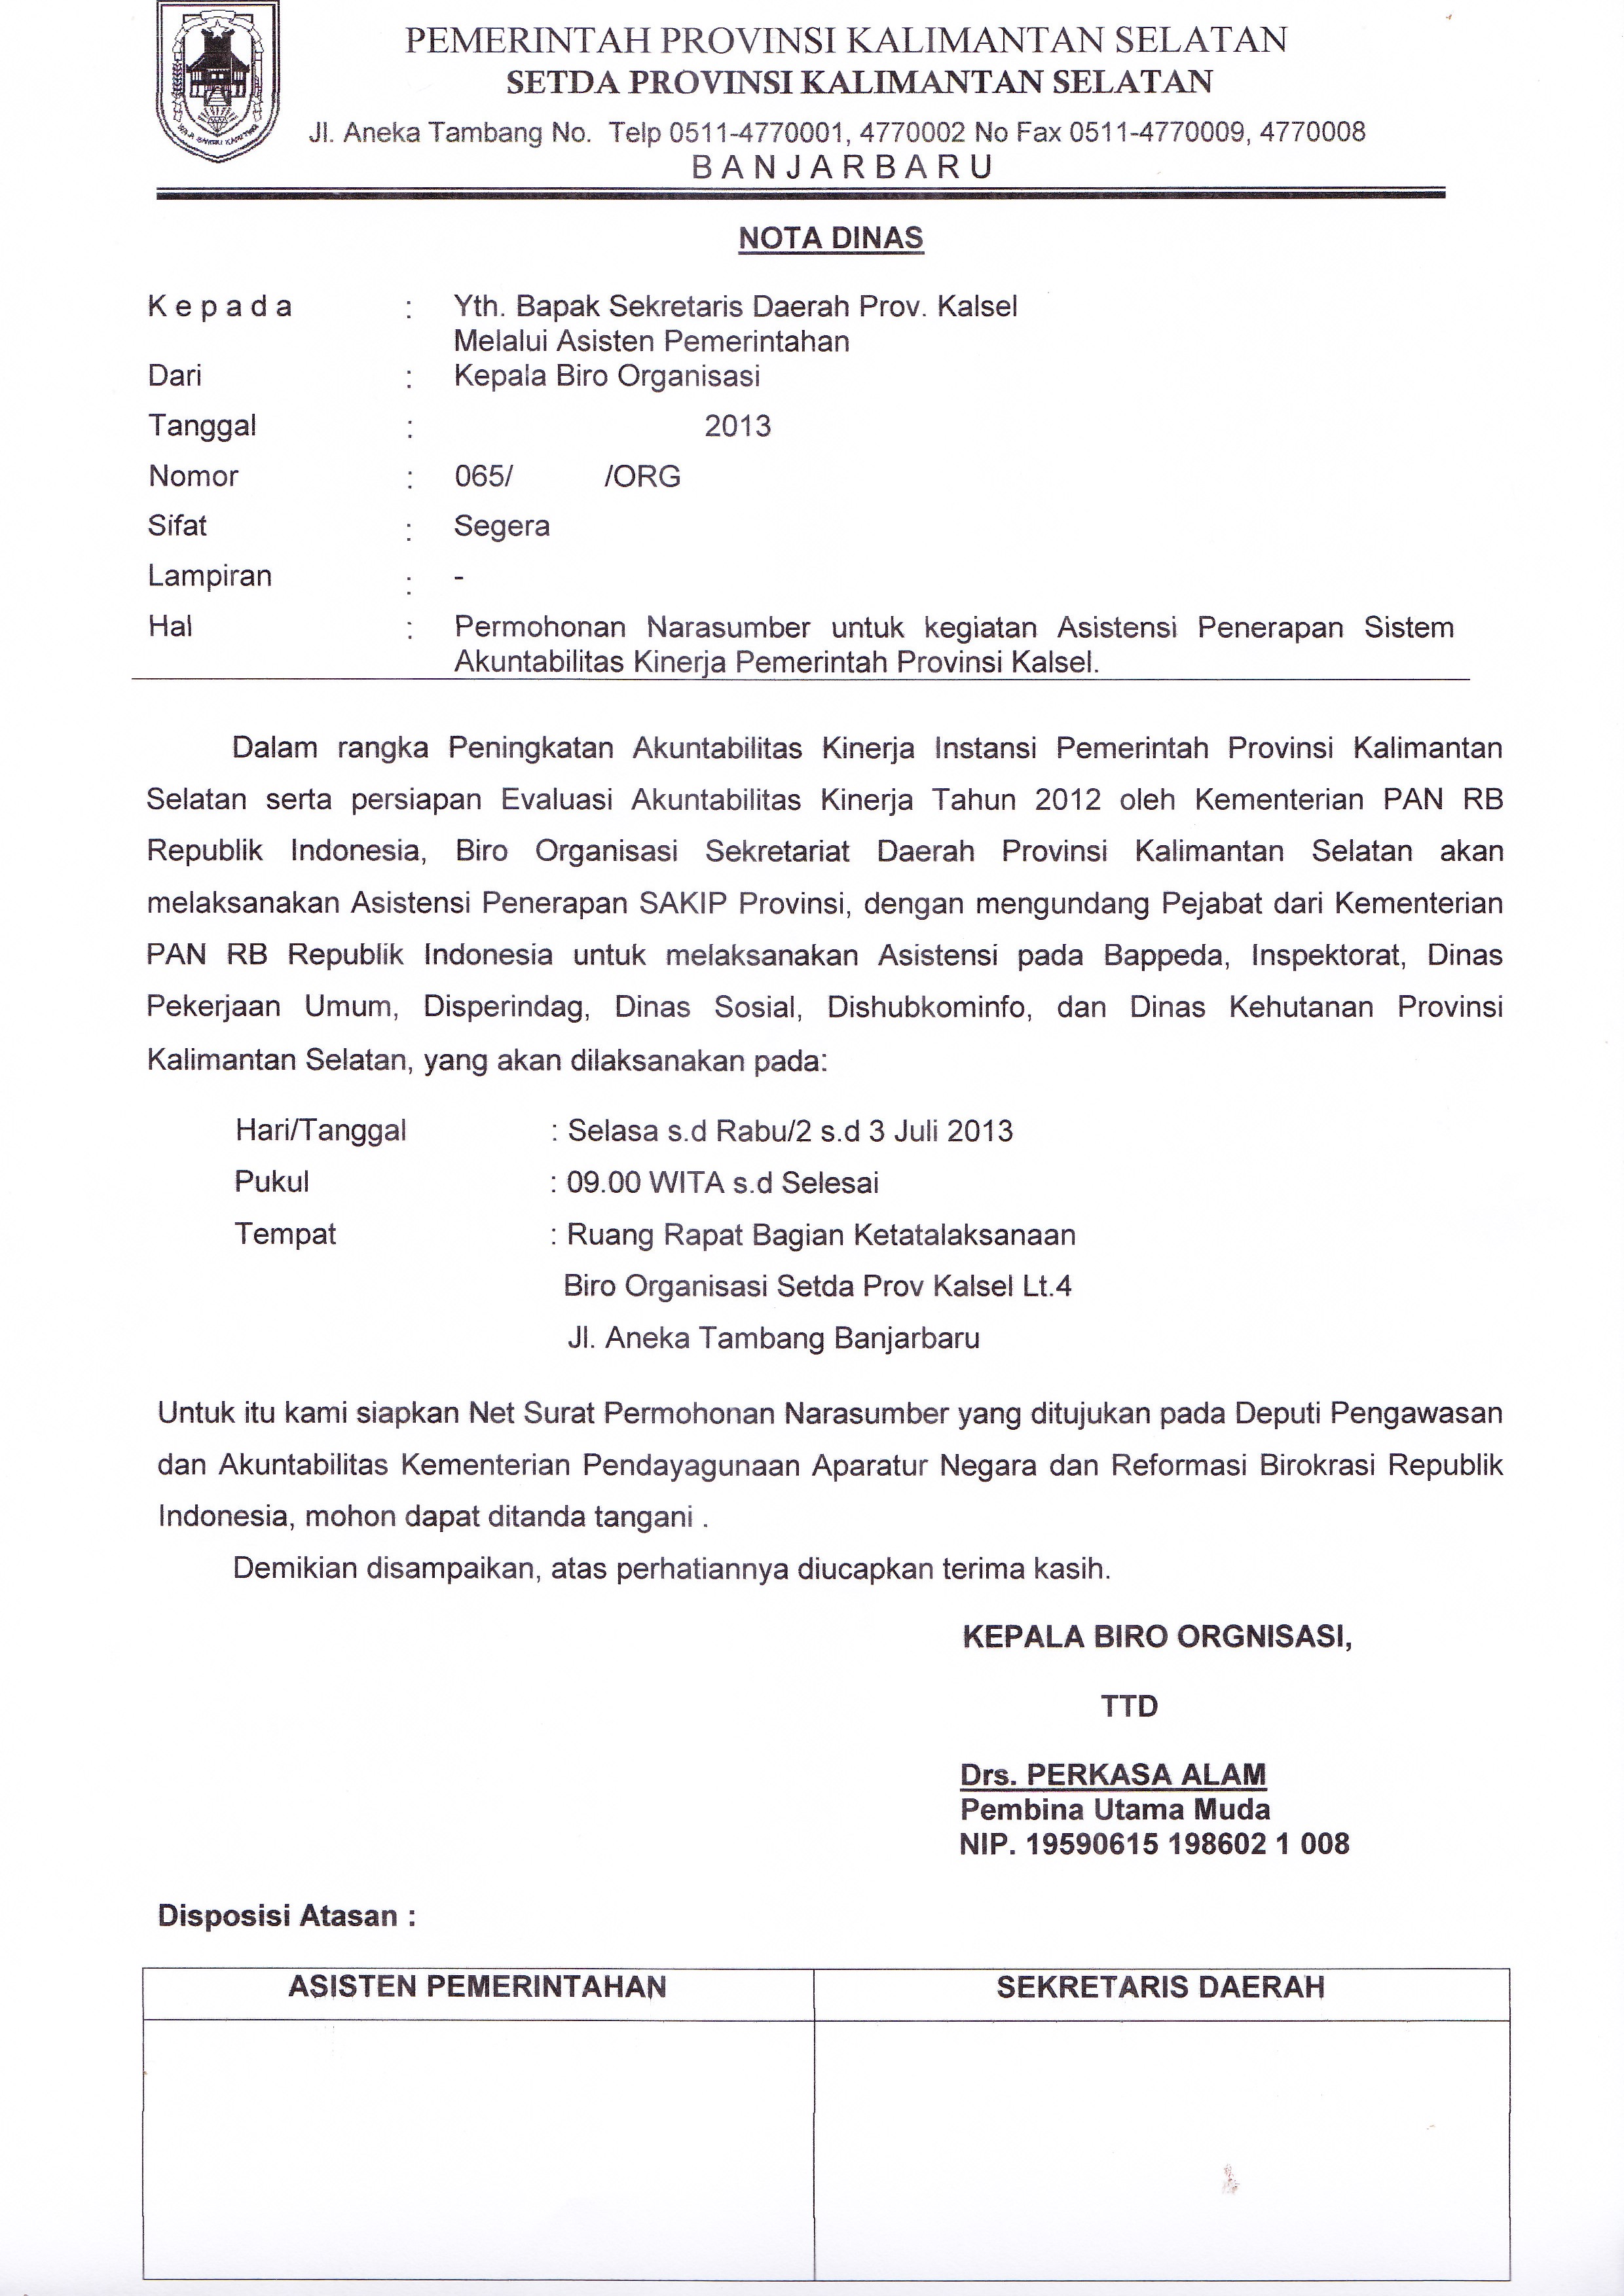 PEMERINTAH PROVINSI KALIMANTAN SELATAN
SETDA PROVINSI KALIMANTAN SELATAN
Jl. Aneka Tambang No. Telp 0511-4770001, 4770002 No Fax 0511-4770009, 4770008
BANJARBARU
NOTA DINAS
Kepada : Yth. Bapak Sekretaris Daerah Prov. Kalsel
Melalui Asisten Pemerintahan
Dari : Kepala Biro Organisasi
Tanggal : 2013
Nomor : 065/ /ORG
Sifat : Segera
Lampiran : -
Hal : Permohonan Narasumber untuk kegiatan Asistensi Penerapan Sistem
Akuntabilitas Kinerja Pemerintah Provinsi Kalsel.
Dalam rangka Peningkatan Akuntabilitas Kinerja Instansi Pemerintah Provinsi Kalimantan
Selatan serta persiapan Evaluasi Akuntabilitas Kinerja Tahun 2012 oleh Kementerian PAN RB
Republik Indonesia, Biro Organisasi Sekretariat Daerah Provinsi Kalimantan Selatan akan
melaksanakan Asistensi Penerapan SAKIP Provinsi, dengan mengundang Pejabat dari Kementerian
PAN RB Republik Indonesia untuk melaksanakan Asistensi pada Bappeda, Inspektorat, Dinas
Pekerjaan Umum, Disperindag, Dinas Sosial, Dishubkominfo, dan Dinas Kehutanan Provinsi
Kalimantan Selatan, yang akan dilaksanakan pada:
Hari/Tanggal : Selasa s.d Rabu/2 s.d 3 Juli 2013
Pukul : 09.00 WITA s.d Selesai
Tempat : Ruang Rapat Bagian Ketatalaksanaan
Biro Organisasi Setda Prov Kalsel Lt.4
Jl. Aneka Tambang Banjarbaru
Untuk itu kami siapkan Net Surat Permohonan Narasumber yang ditujukan pada Deputi Pengawasan
dan Akuntabilitas Kementerian Pendayagunaan Aparatur Negara dan Reformasi Birokrasi Republik
Indonesia, mohon dapat ditanda tangani .
Demikian disampaikan, atas perhatiannya diucapkan terima kasih.
KEPALA BIRO ORGNISASI,
TTD
Drs. PERKASA ALAM
Pembina Utama Muda
NIP. 19590615 198602 1 008
Disposisi Atasan :
ASISTEN PEMERINTAHAN SEKRETARIS DAERAH